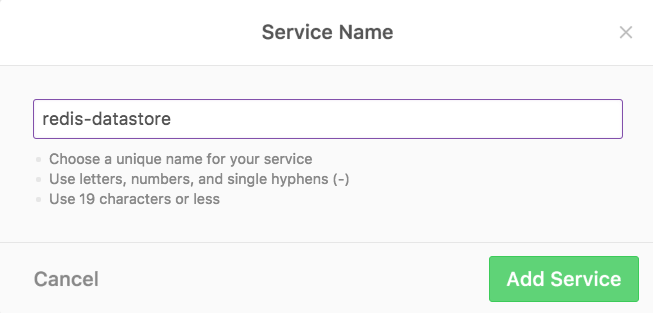 Service Name
redis-datastore
Choose a unique name for your service
Use letters, numbers, and single hyphens (-)
Use 19 characters or less
Cancel
Add Service